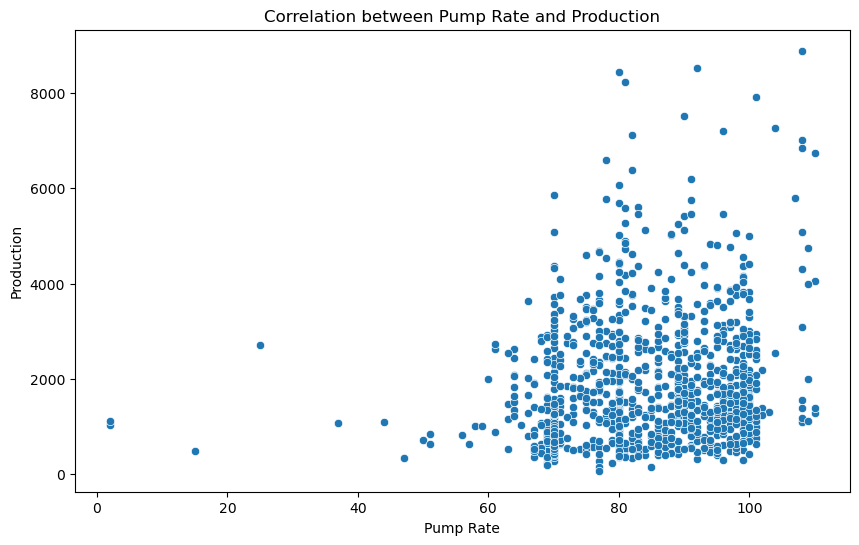 Correlation between Pump Rate and Production
Production
8000
6000
4000
2000
0
0 20 40 60 80 100
Pump Rate